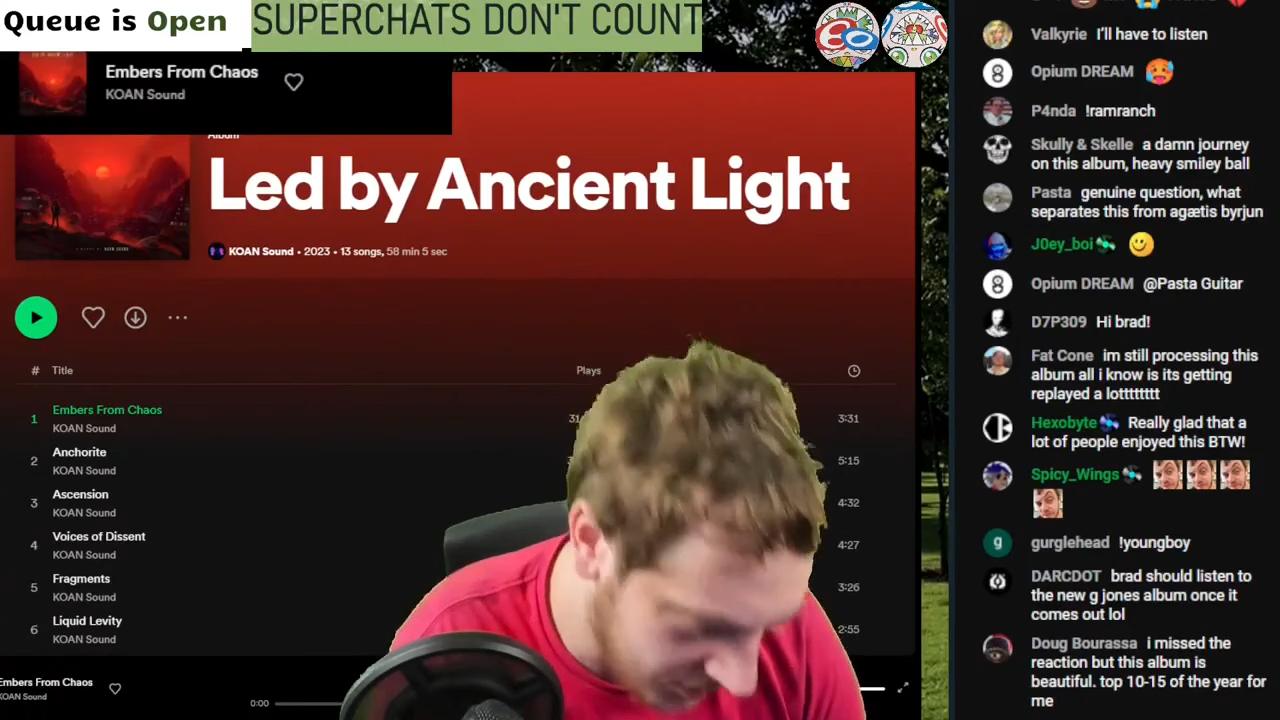 Queue is Open
SUPERCHATS DON'T COUNT
Embers From Chaos
KOAN Sound
Album
Led by Ancient Light
KOAN Sound • 2023 • 13 songs, 58 min 5 sec
# Title Plays
1 Embers From Chaos 3:31
KOAN Sound
2 Anchorite 5:15
KOAN Sound
3 Ascension 4:32
KOAN Sound
4 Voices of Dissent 4:27
KOAN Sound
5 Fragments 3:26
KOAN Sound
6 Liquid Levity 2:55
KOAN Sound
Embers From Chaos
KOAN Sound
0:00
Valkyrie I'll have to listen
Opium DREAM
P4nda !ramranch
Skully & Skelle a damn journey
on this album, heavy smiley ball
Pasta genuine question, what
separates this from agætis byrjun
J0ey_boi
Opium DREAM @Pasta Guitar
D7P309 Hi brad!
Fat Cone im still processing this
album all i know is its getting
replayed a lotttttttt
Hexobyte Really glad that a
lot of people enjoyed this BTW!
Spicy_Wings
g gurglehead !youngboy
DARCDOT brad should listen to
the new g jones album once it
comes out lol
Doug Bourassa i missed the
reaction but this album is
beautiful. top 10-15 of the year for
me